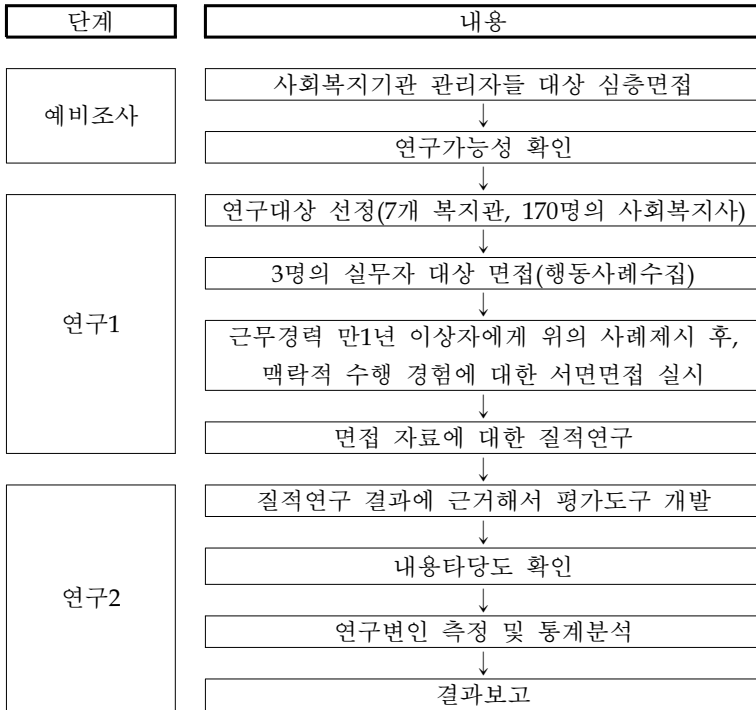 단계
내용
예비조사
사회복지기관 관리자들 대상 심층면접
↓
연구가능성 확인
↓
연구1
연구대상 선정(7개 복지관, 170명의 사회복지사)
↓
3명의 실무자 대상 면접(행동사례수집)
↓
근무경력 만1년 이상자에게 위의 사례제시 후,
맥락적 수행 경험에 대한 서면면접 실시
↓
면접 자료에 대한 질적연구
↓
연구2
질적연구 결과에 근거해서 평가도구 개발
↓
내용타당도 확인
↓
연구변인 측정 및 통계분석
↓
결과보고